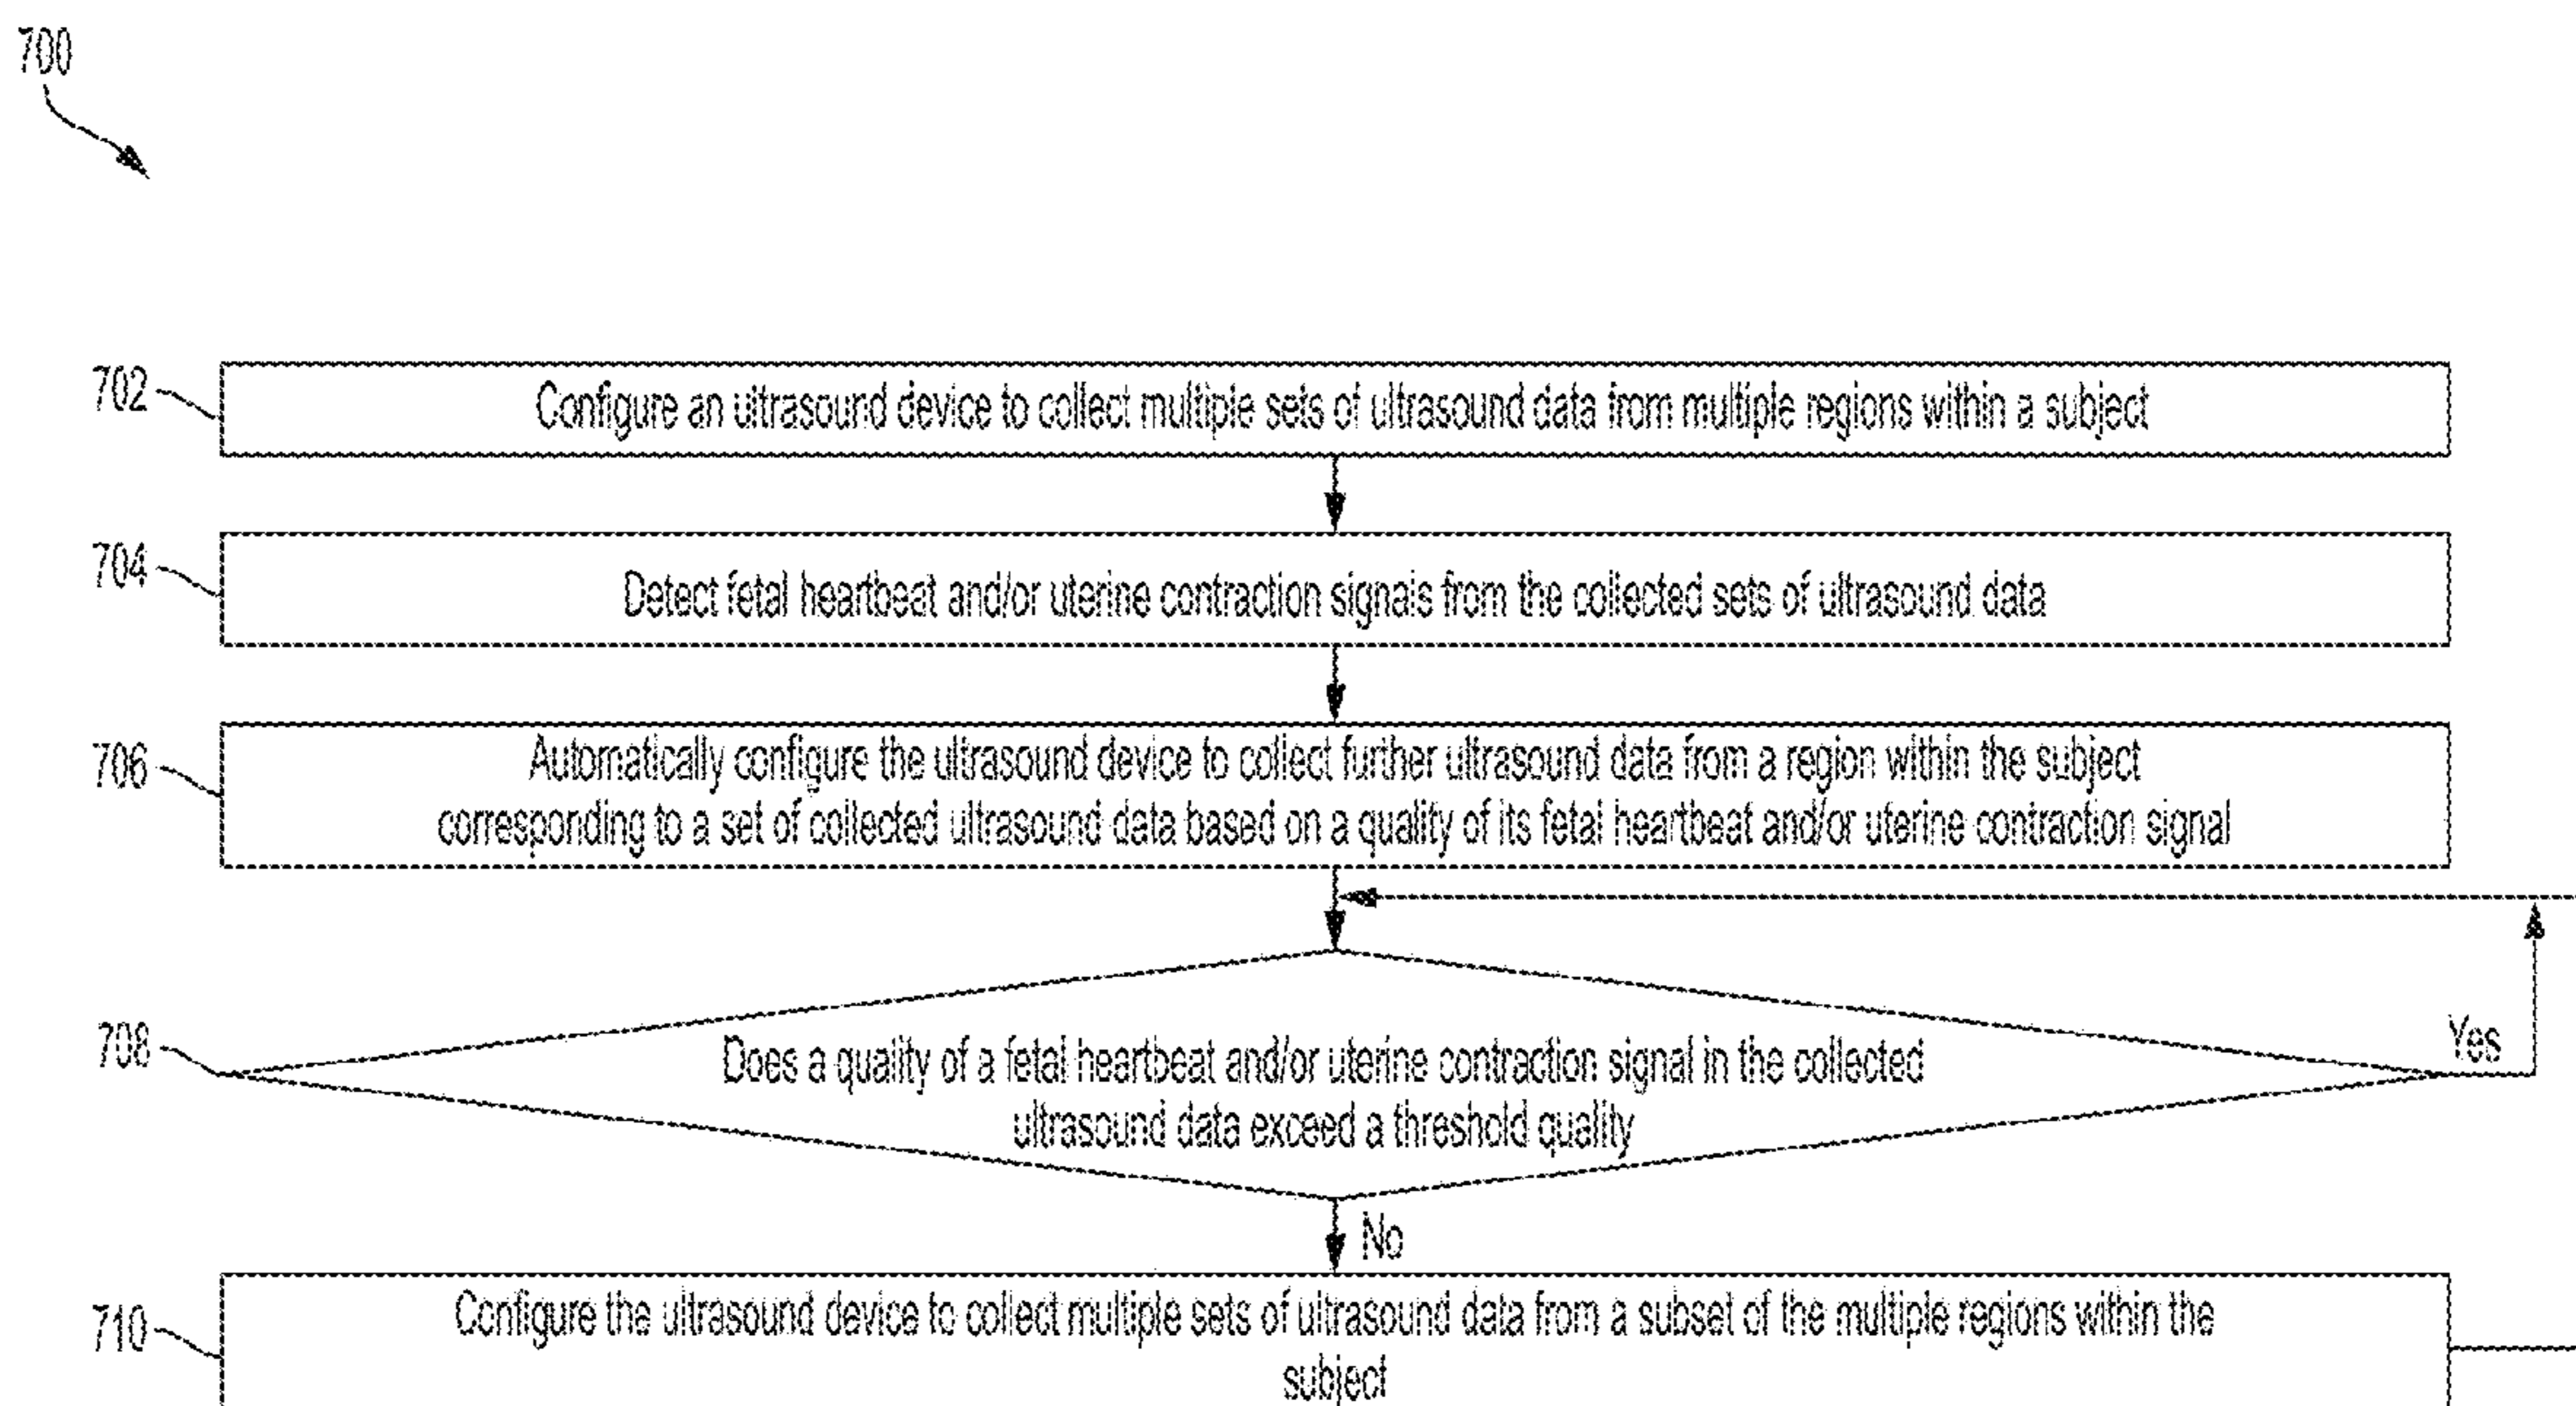 700
702
Configure an ultrasound device to collect multiple sets of ultrasound data from multiple regions within a subject
704
Detect fetal heartbeat and/or uterine contraction signals from the collected sets of ultrasound data
706
Automatically configure the ultrasound device to collect further ultrasound data from a region within the subject
corresponding to a set of collected ultrasound data based on a quality of its fetal heartbeat and/or uterine contraction signal
708
Does a quality of a fetal heartbeat and/or uterine contraction signal in the collected
ultrasound data exceed a threshold quality
Yes
No
710
Configure the ultrasound device to collect multiple sets of ultrasound data from a subset of the multiple regions within the
subject